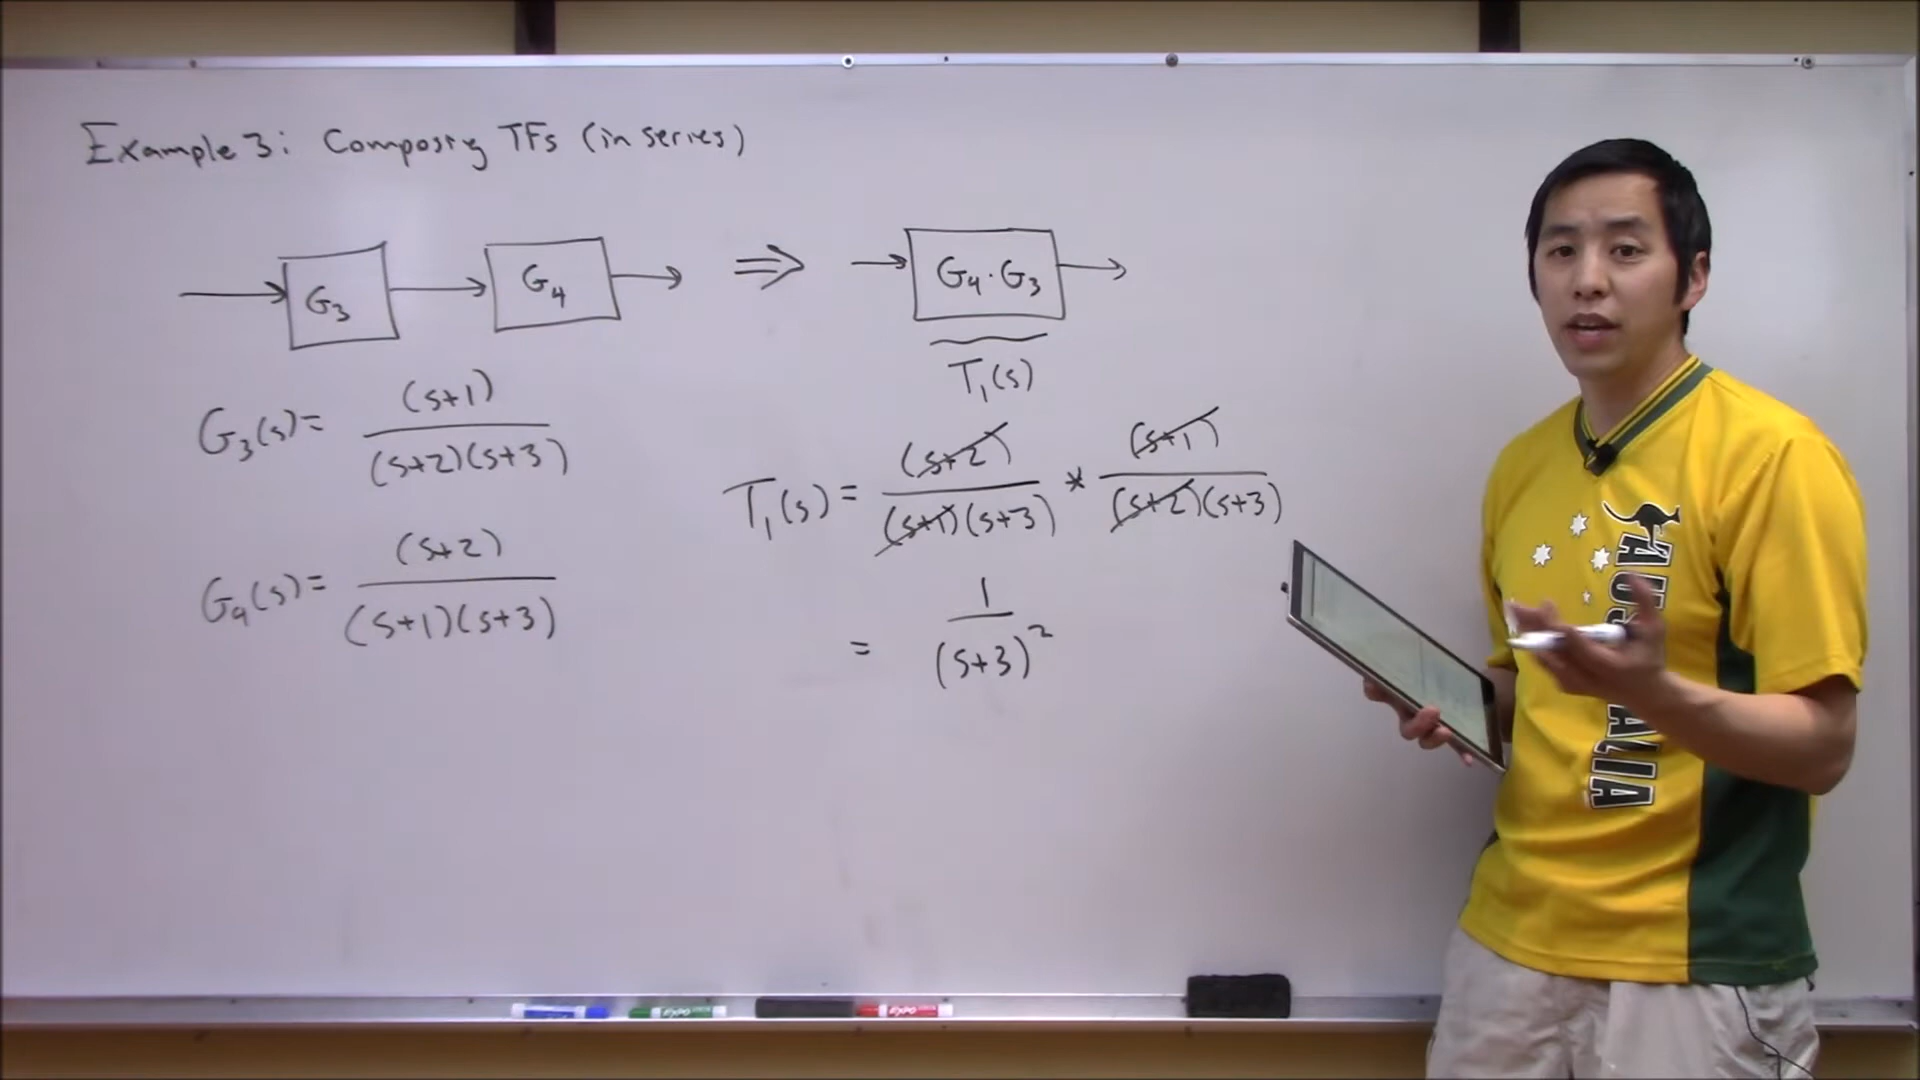 Example 3: Composing TFs (in series)
G₃
G₄
⇒
G₄·G₃
T₁(s)
G₃(s) = (s+1) / (s+2)(s+3)
G₄(s) = (s+2) / (s+1)(s+3)
T₁(s) = (s+2) / (s+1)(s+3) * (s+1) / (s+2)(s+3)
= 1 / (s+3)²
AUSTRALIA
EXPO
EXPO